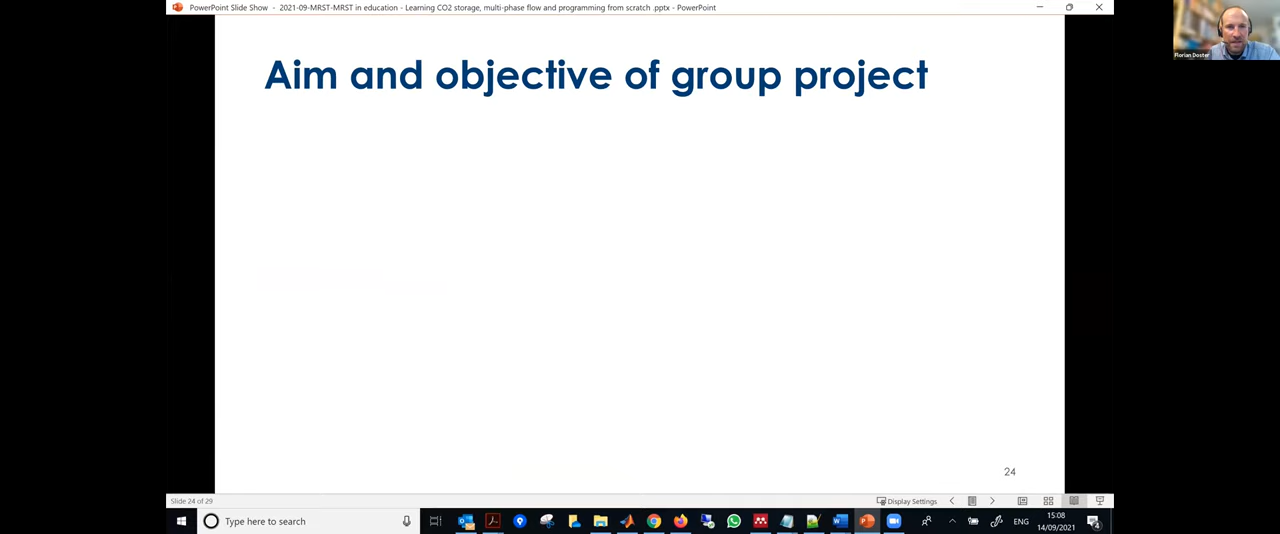 PowerPoint Slide Show - 2021-09-MRST-MRST in education - Learning CO2 storage, multi-phase flow and programming from scratch .pptx - PowerPoint
Florian Doster
Aim and objective of group project
24
Slide 24 of 29
Display Settings
Type here to search
ENG
15:08
14/09/2021
4